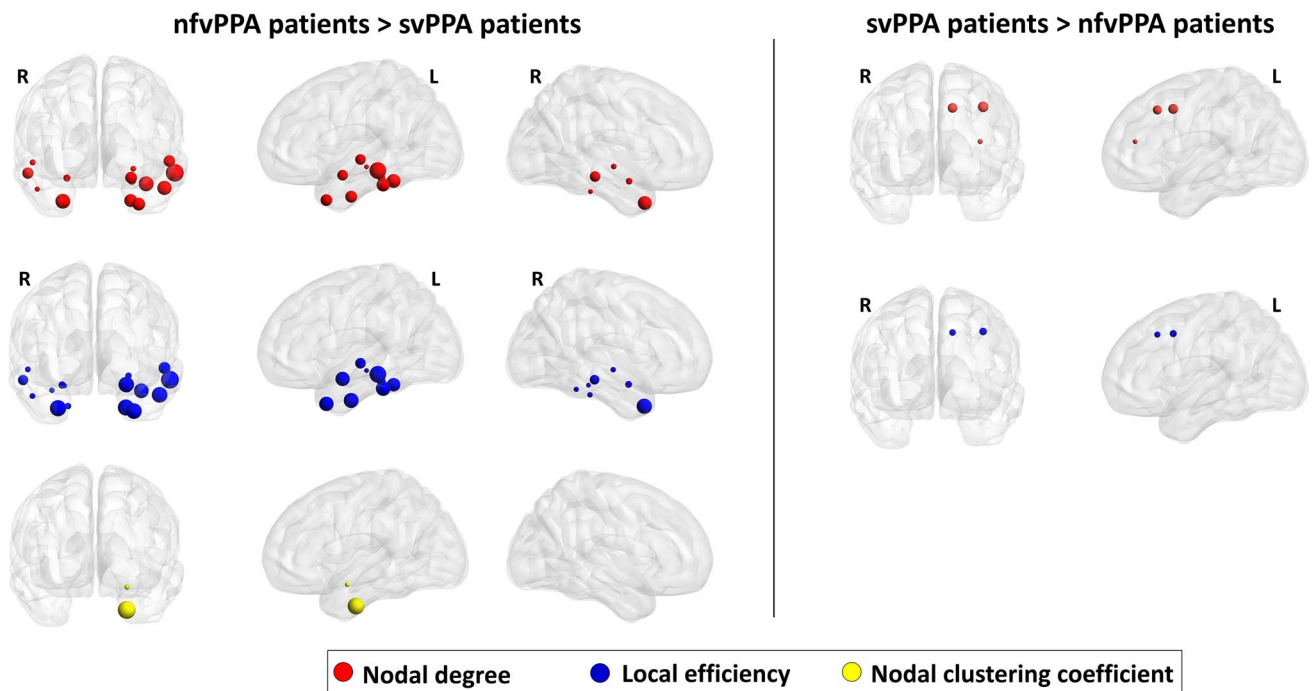 nfvPPA patients > svPPA patients
svPPA patients > nfvPPA patients
R
L
R
R
L
R
L
R
R
L
Nodal degree
Local efficiency
Nodal clustering coefficient